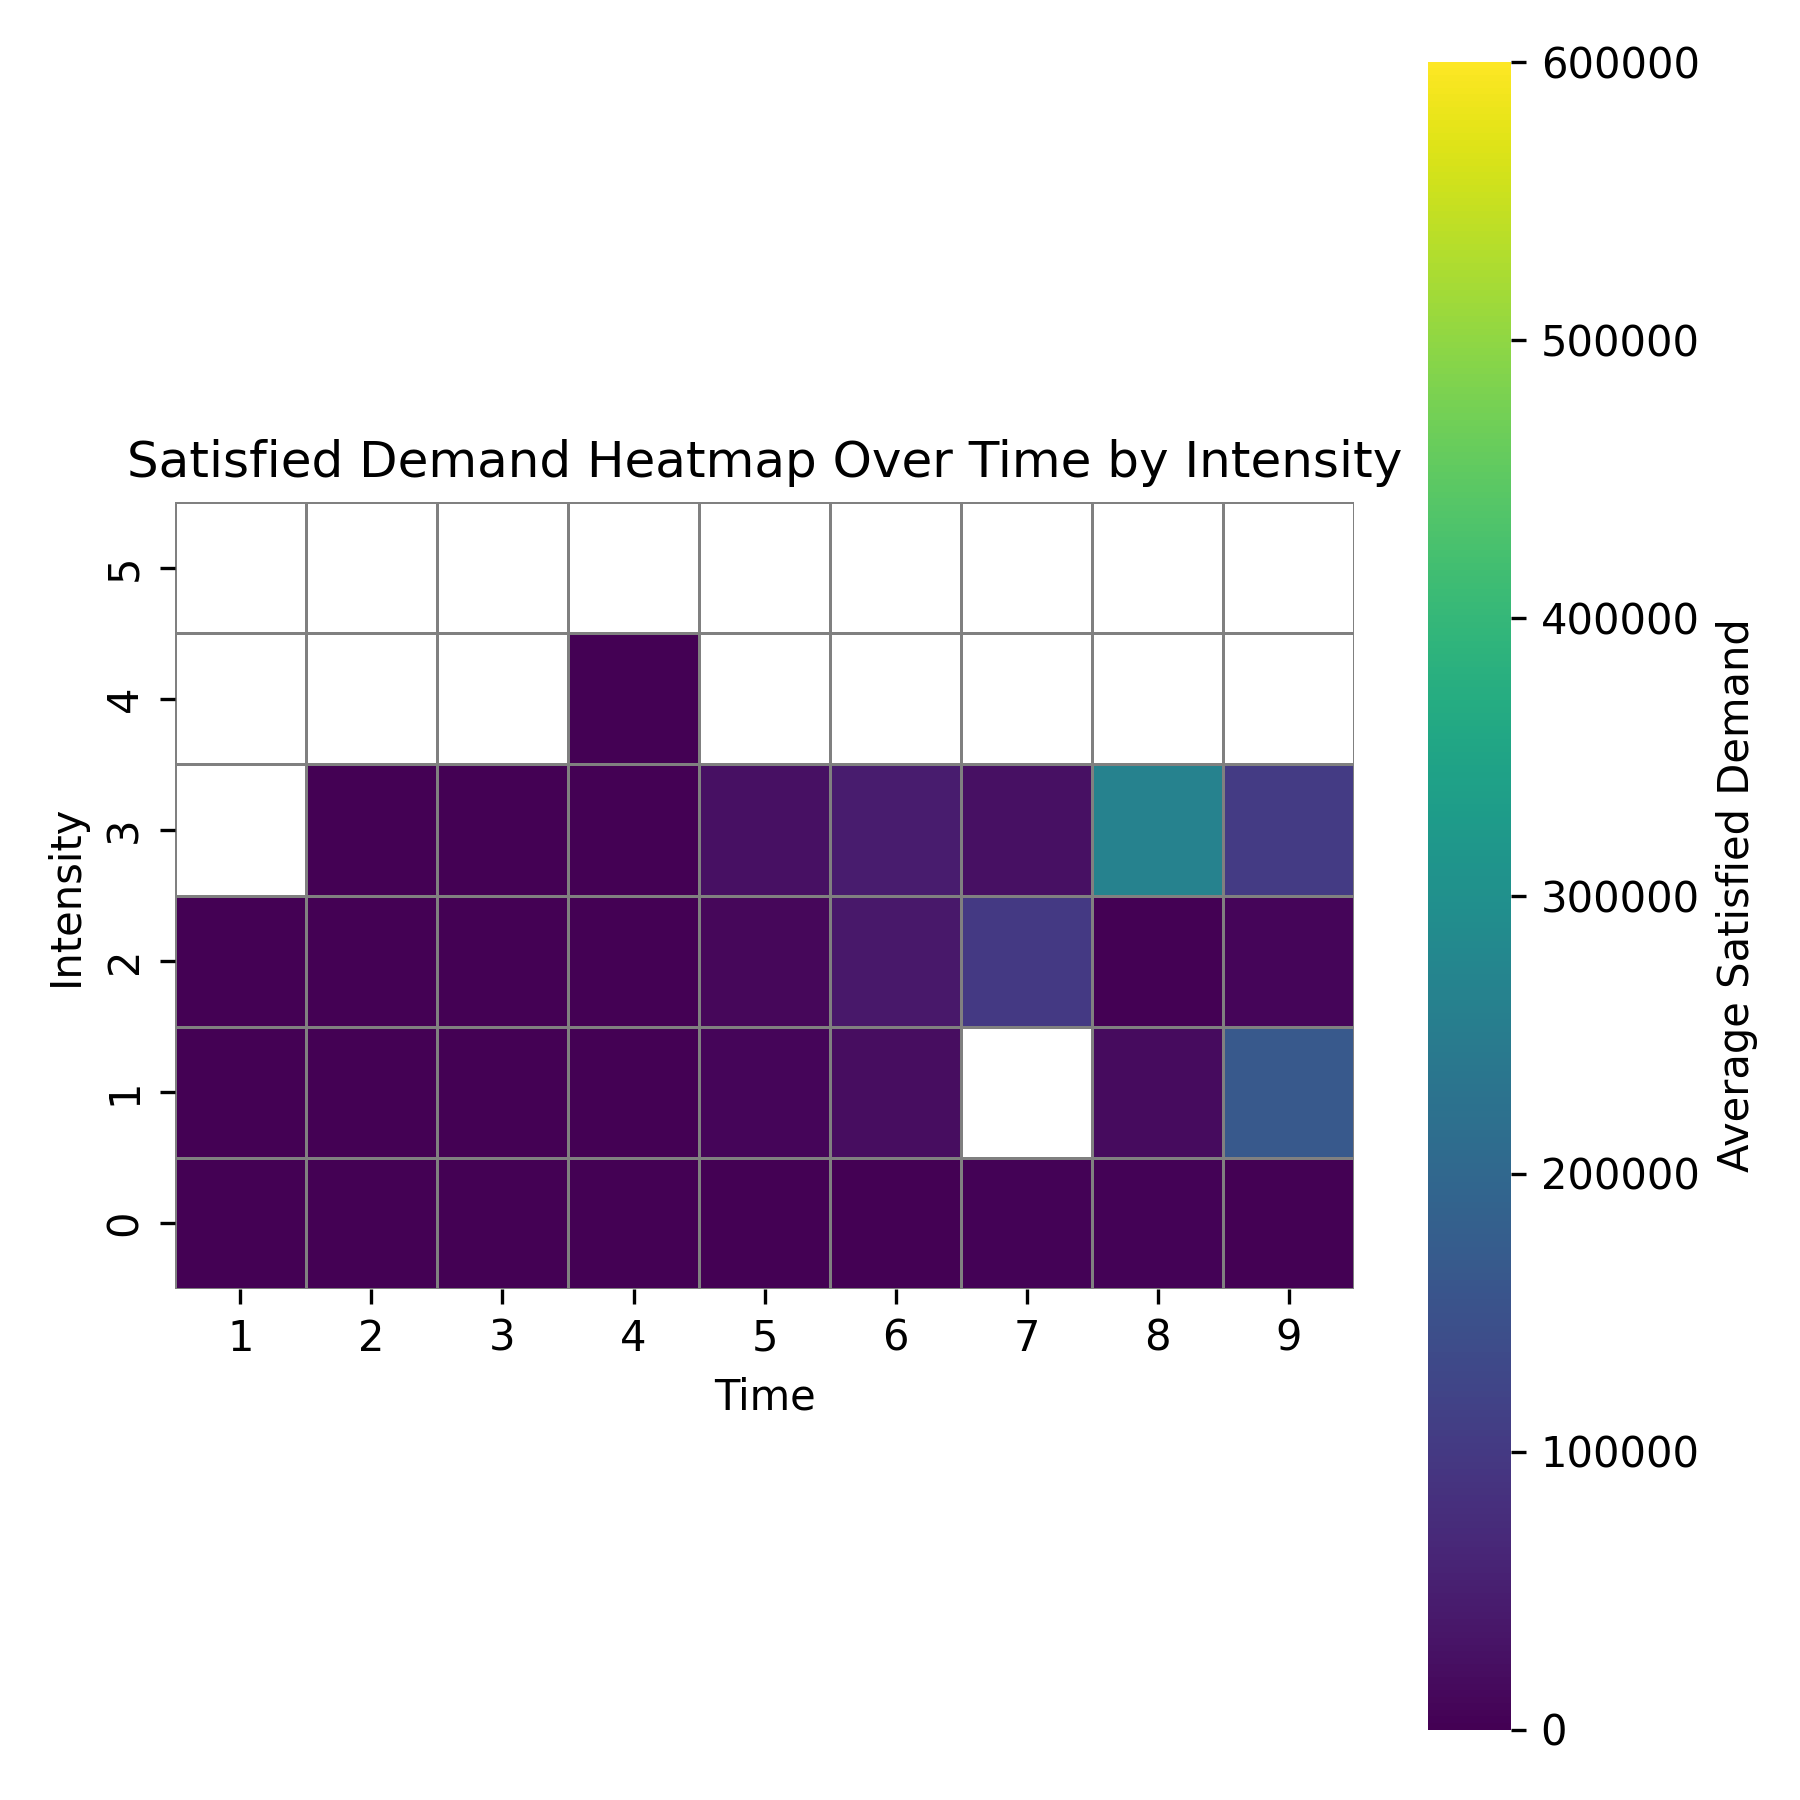 Satisfied Demand Heatmap Over Time by Intensity
Intensity
5
4
3
2
1
0
1 2 3 4 5 6 7 8 9
Time
600000
500000
400000
300000
200000
100000
0
Average Satisfied Demand